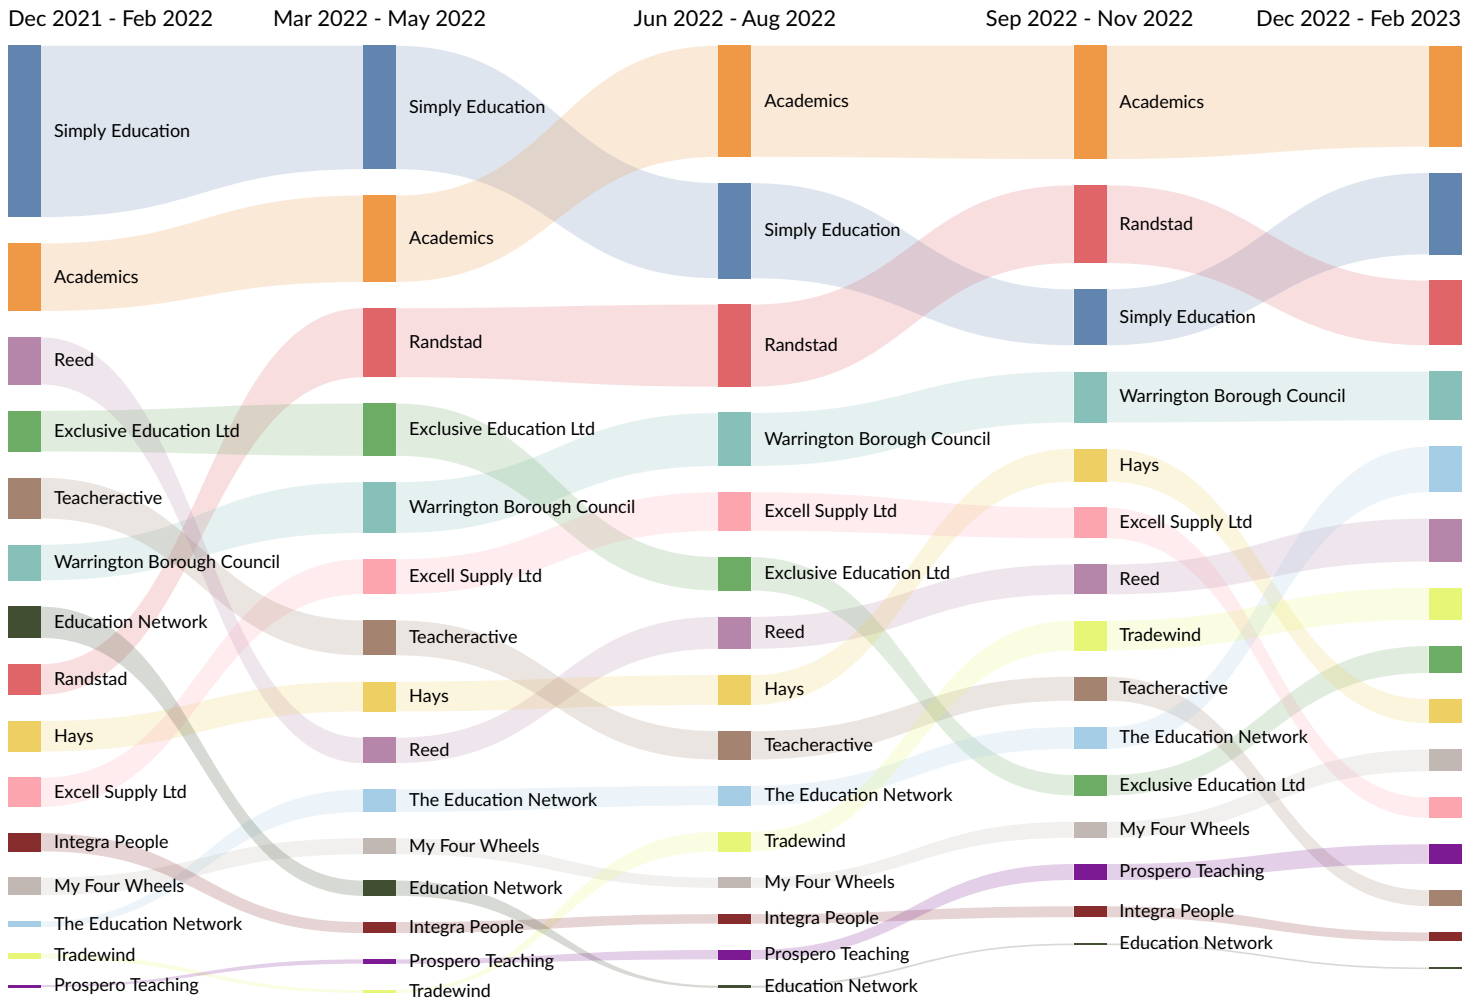 Dec 2021 - Feb 2022
Mar 2022 - May 2022
Jun 2022 - Aug 2022
Sep 2022 - Nov 2022
Dec 2022 - Feb 2023
Simply Education
Academics
Reed
Exclusive Education Ltd
Teacheractive
Warrington Borough Council
Education Network
Randstad
Hays
Excell Supply Ltd
Integra People
My Four Wheels
The Education Network
Tradewind
Prospero Teaching
Simply Education
Academics
Randstad
Exclusive Education Ltd
Warrington Borough Council
Excell Supply Ltd
Teacheractive
Hays
Reed
The Education Network
My Four Wheels
Education Network
Integra People
Prospero Teaching
Tradewind
Academics
Simply Education
Randstad
Warrington Borough Council
Excell Supply Ltd
Exclusive Education Ltd
Reed
Hays
Teacheractive
The Education Network
Tradewind
My Four Wheels
Integra People
Prospero Teaching
Education Network
Academics
Randstad
Simply Education
Warrington Borough Council
Hays
Excell Supply Ltd
Reed
Tradewind
Teacheractive
The Education Network
Exclusive Education Ltd
My Four Wheels
Prospero Teaching
Integra People
Education Network